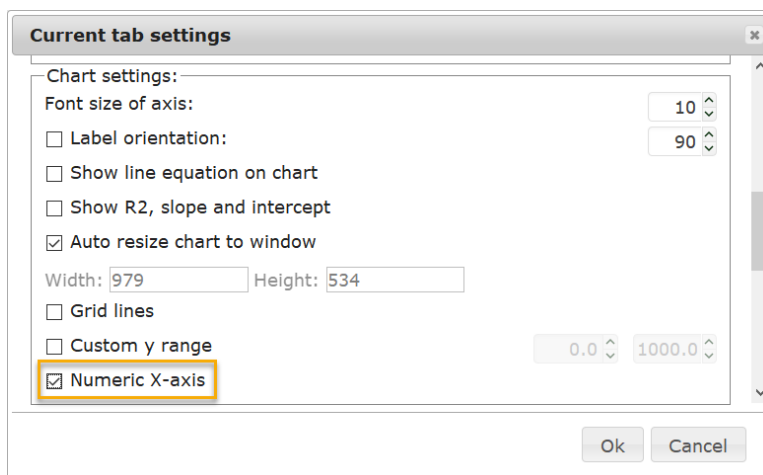 Current tab settings
Chart settings:
Font size of axis: 10
Label orientation: 90
Show line equation on chart
Show R2, slope and intercept
Auto resize chart to window
Width: 979 Height: 534
Grid lines
Custom y range 0.0 1000.0
Numeric X-axis
Ok Cancel